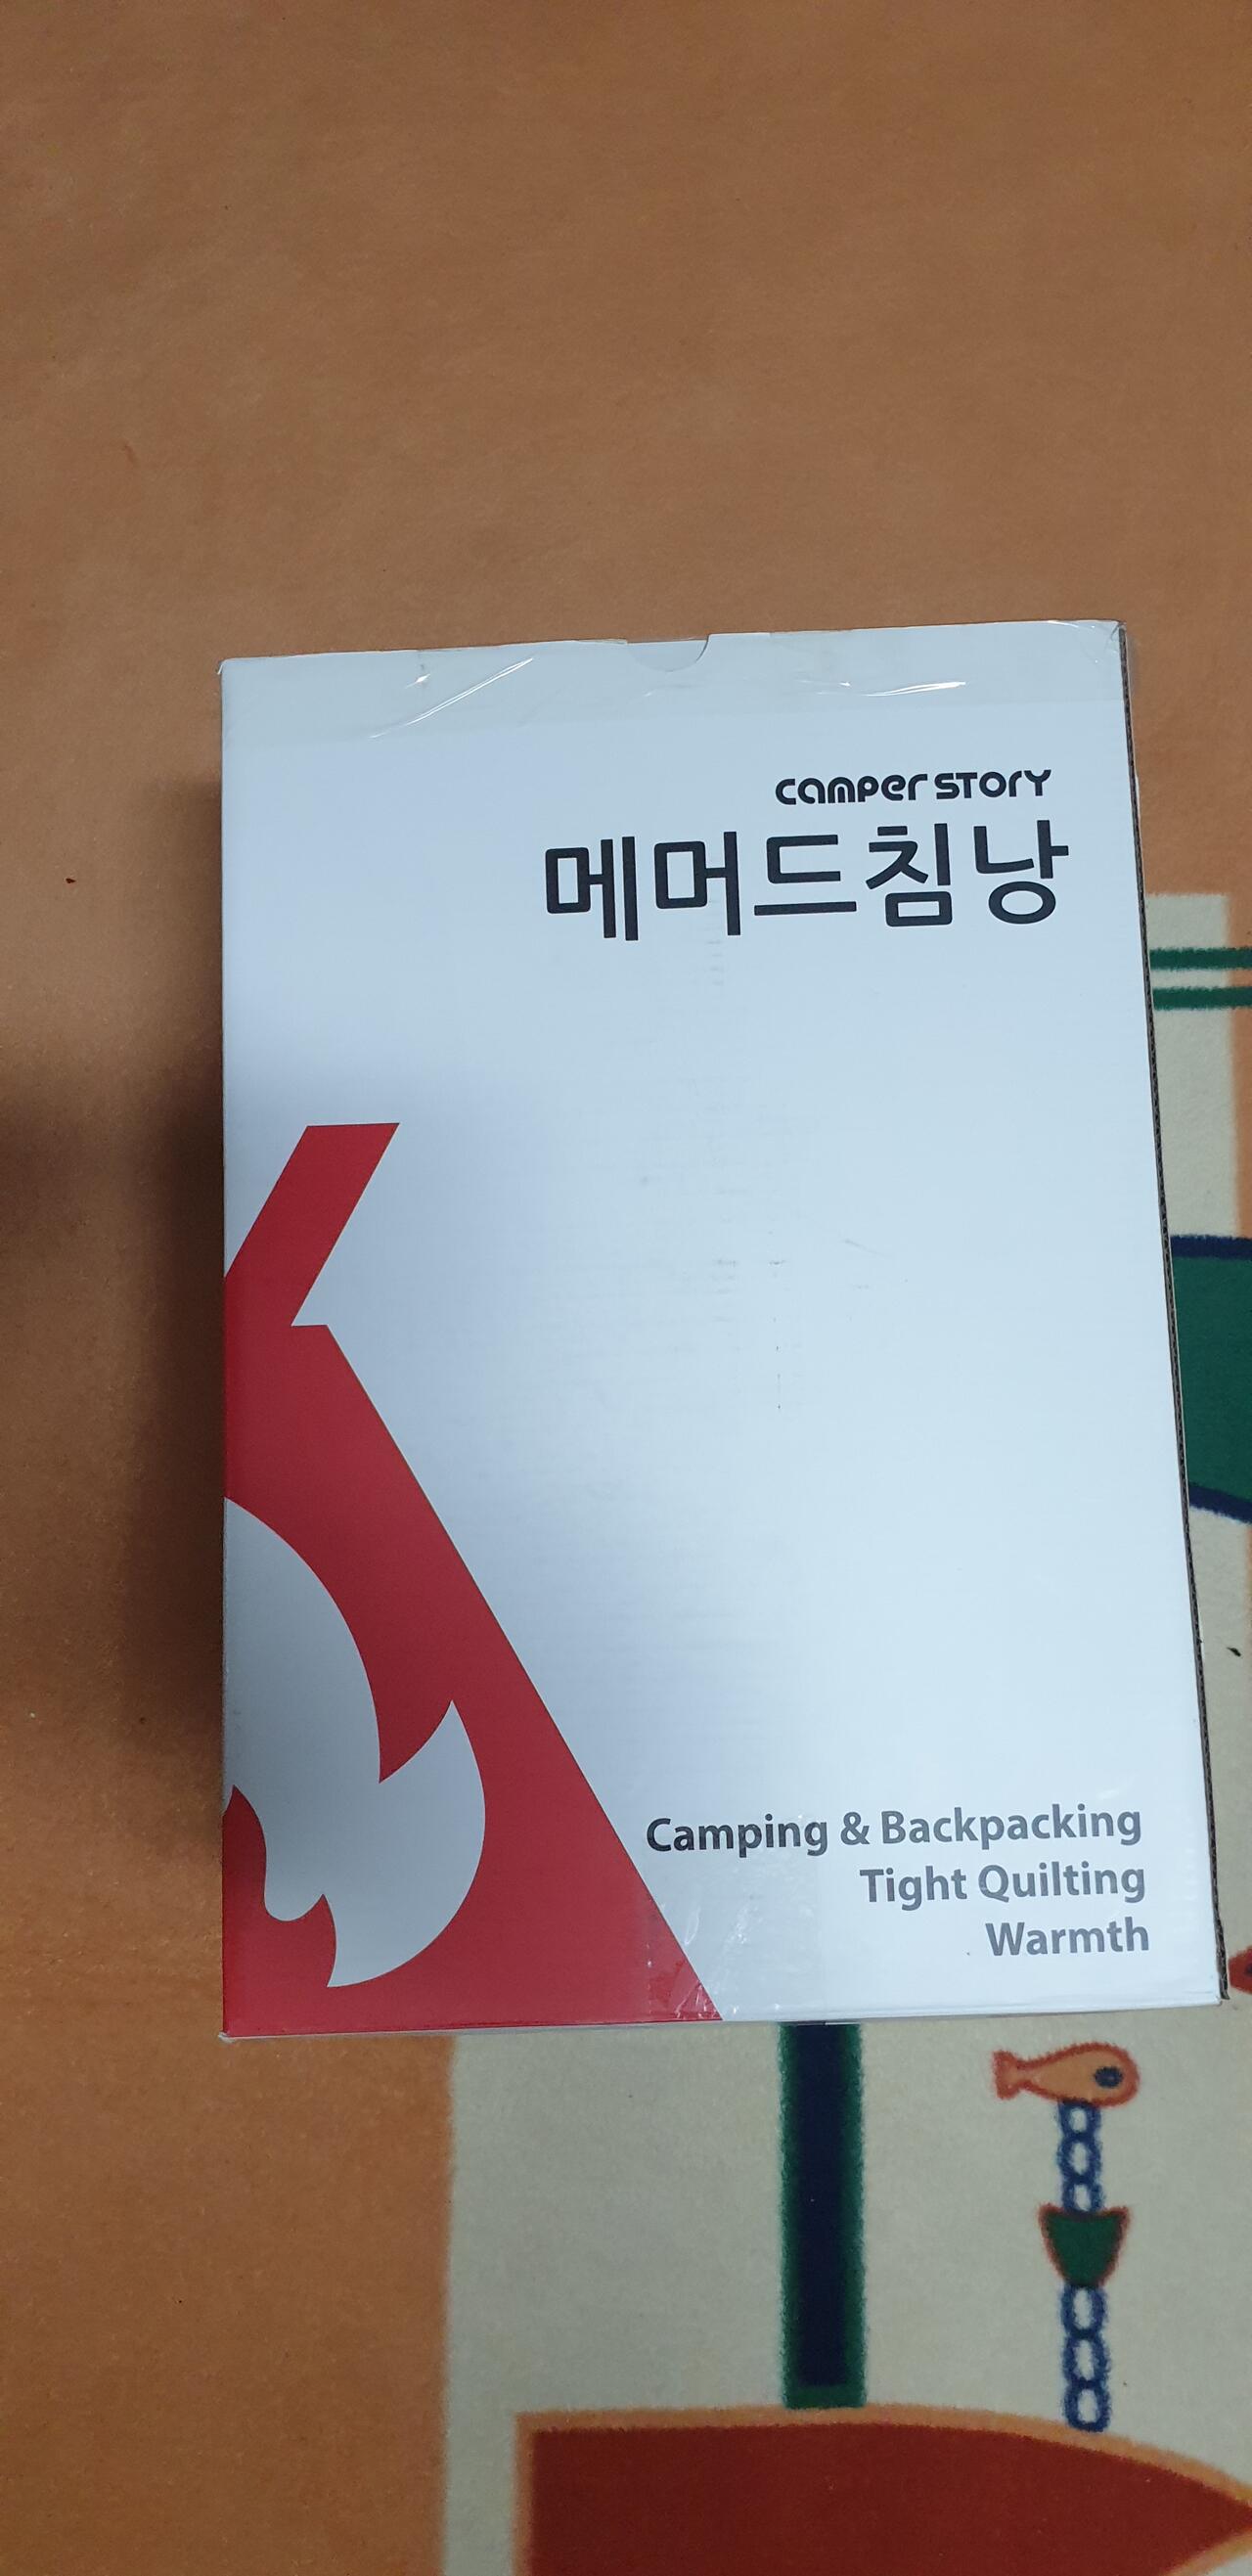 camper story
메머드침낭
Camping & Backpacking
Tight Quilting
Warmth